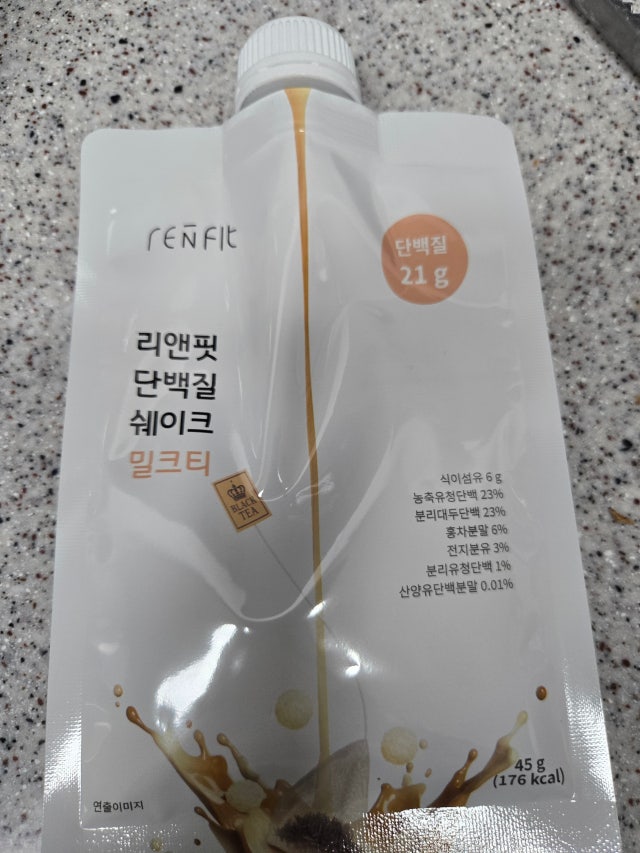 renfit
단백질
21 g
리앤핏
단백질
쉐이크
밀크티
BLACK
TEA
식이섬유 6 g
농축유청단백 23%
분리대두단백 23%
홍차분말 6%
전지분유 3%
분리유청단백 1%
산양유단백분말 0.01%
45 g
(176 kcal)
연출이미지